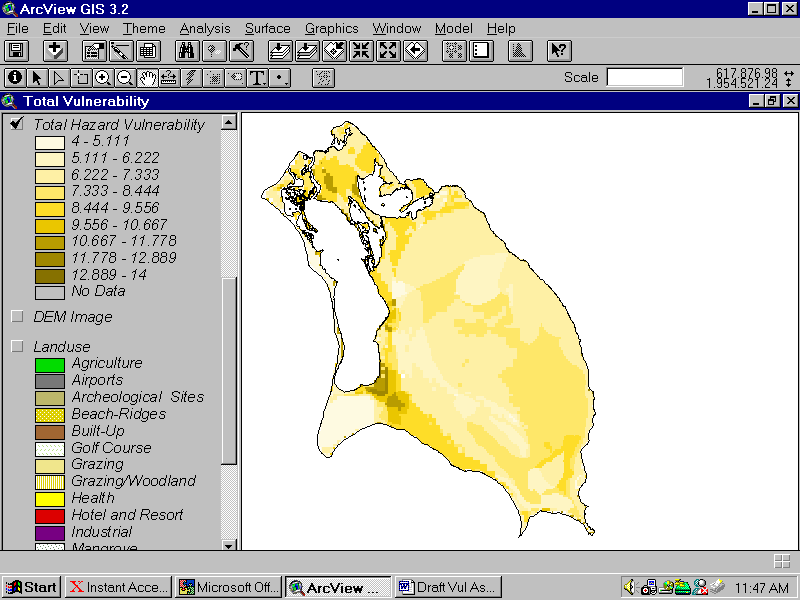 ArcView GIS 3.2
File Edit View Theme Analysis Surface Graphics Window Model Help
Scale 617,876.98
1,954,521.24
Total Vulnerability
Total Hazard Vulnerability
4 - 5.111
5.111 - 6.222
6.222 - 7.333
7.333 - 8.444
8.444 - 9.556
9.556 - 10.667
10.667 - 11.778
11.778 - 12.889
12.889 - 14
No Data
DEM Image
Landuse
Agriculture
Airports
Archeological Sites
Beach-Ridges
Built-Up
Golf Course
Grazing
Grazing/Woodland
Health
Hotel and Resort
Industrial
Mangrove
Start X Instant Acce... Microsoft Off... ArcView ... Draft Vul As... 11:47 AM